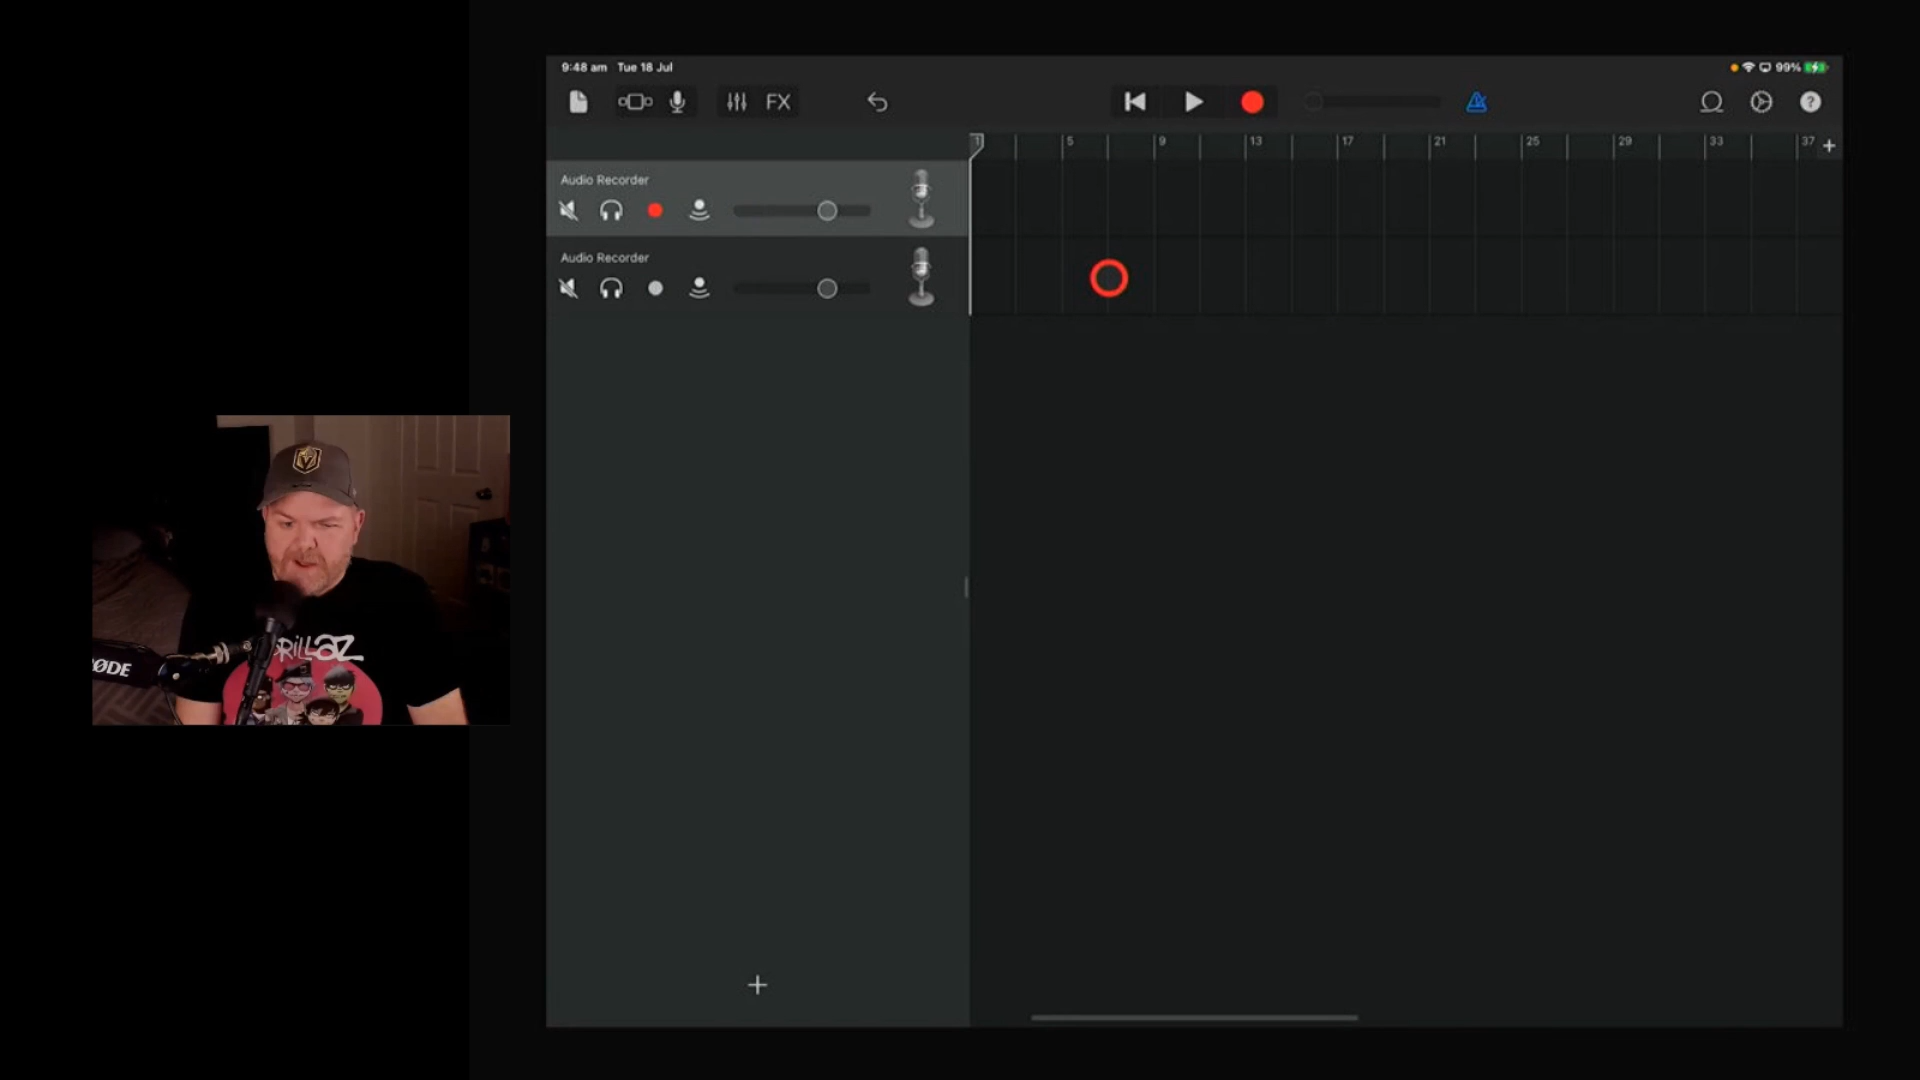 9:48 am Tue 18 Jul
99%
FX
?
1 5 9 13 17 21 25 29 33 37
Audio Recorder
Audio Recorder
RiLLaZ
ØDE